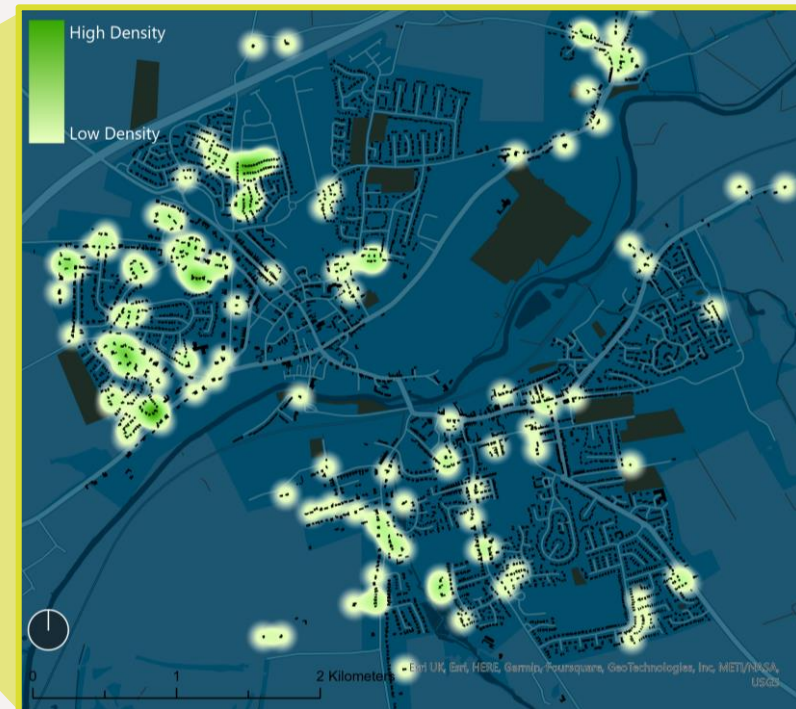 High Density
Low Density
0
1
2 Kilometers
Esri UK, Esri, HERE, Garmin, Foursquare, GeoTechnologies, Inc, METI/NASA,
USGS